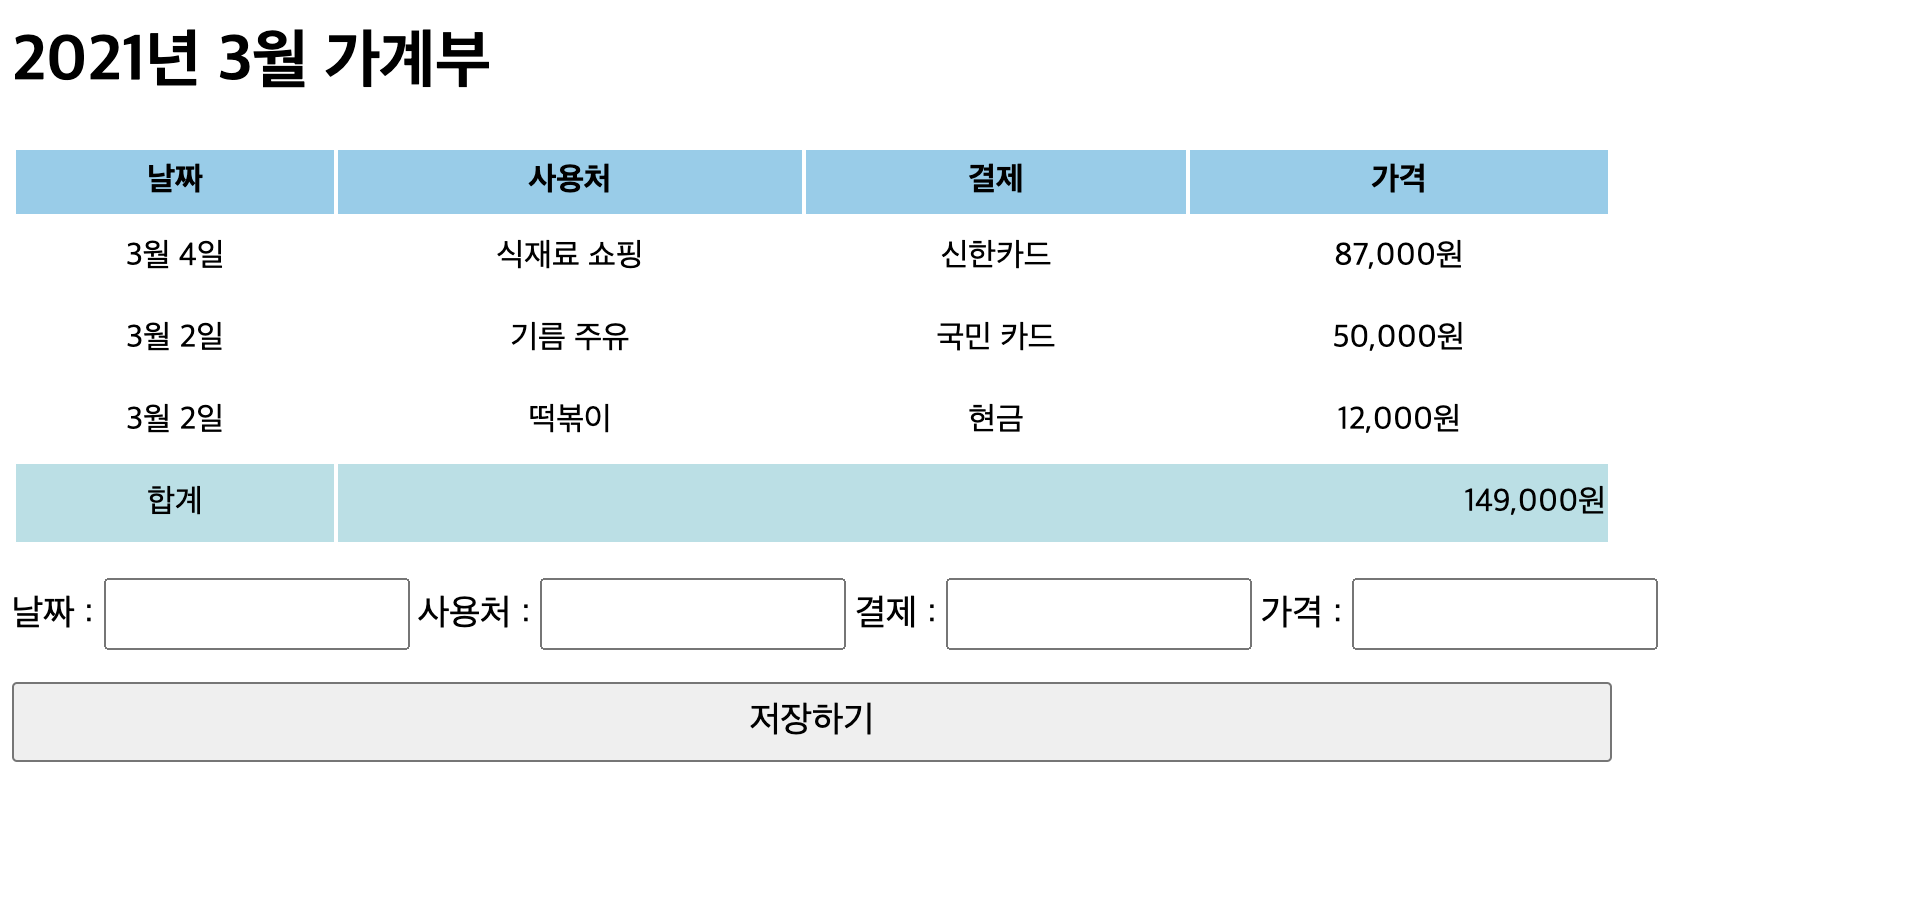 2021년 3월 가계부
날짜 사용처 결제 가격
3월 4일 식재료 쇼핑 신한카드 87,000원
3월 2일 기름 주유 국민 카드 50,000원
3월 2일 떡볶이 현금 12,000원
합계 149,000원
날짜 : 사용처 : 결제 : 가격 :
저장하기